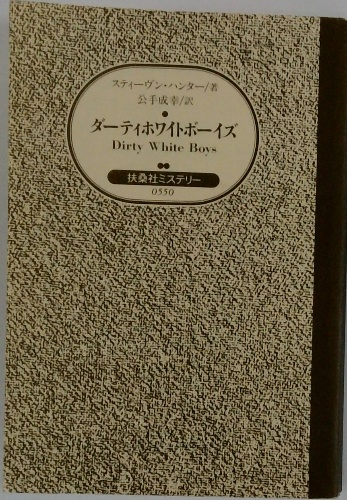 スティーヴン・ハンター/著
公手成幸/訳
ダーティホワイトボーイズ
Dirty White Boys
扶桑社ミステリー
0550